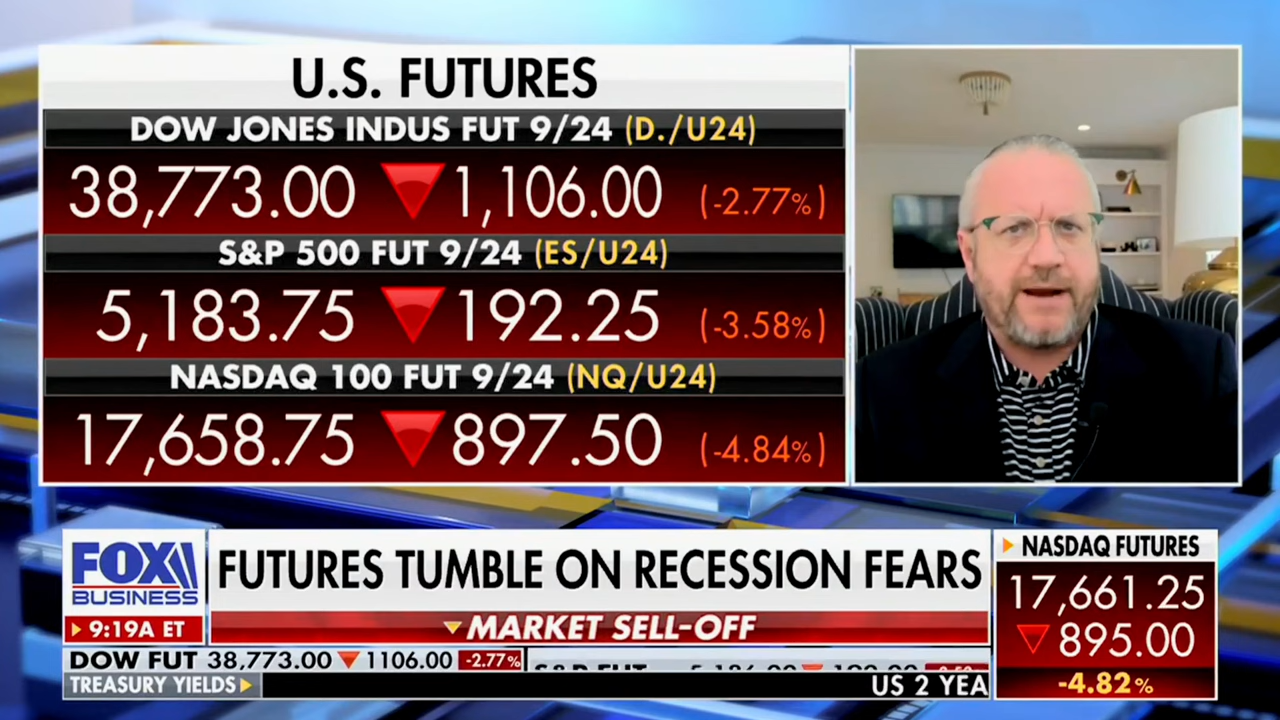 U.S. FUTURES
DOW JONES INDUS FUT 9/24 (D./U24)
38,773.00 ▼ 1,106.00 (-2.77%)
S&P 500 FUT 9/24 (ES/U24)
5,183.75 ▼ 192.25 (-3.58%)
NASDAQ 100 FUT 9/24 (NQ/U24)
17,658.75 ▼ 897.50 (-4.84%)
FOX BUSINESS
9:19A ET
FUTURES TUMBLE ON RECESSION FEARS
MARKET SELL-OFF
NASDAQ FUTURES
17,661.25
▼ 895.00
-4.82%
DOW FUT 38,773.00 ▼ 1106.00 -2.77%
S&P FUT
TREASURY YIELDS
US 2 YEA